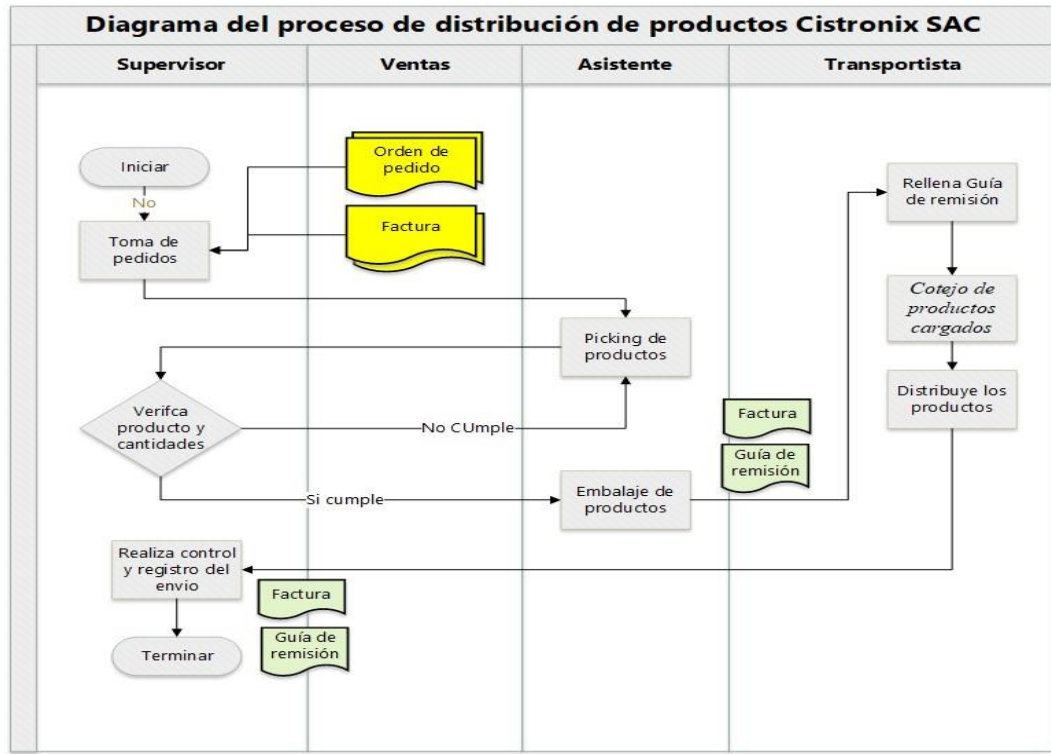 Diagrama del proceso de distribución de productos Cistronix SAC
Supervisor
Ventas
Asistente
Transportista
Iniciar
No
Toma de
pedidos
Orden de
pedido
Factura
Rellena Guía
de remisión
Cotejo de
productos
cargados
Distribuye los
productos
Picking de
productos
Verifca
producto y
cantidades
No CUmple
Factura
Guía de
remisión
Si cumple
Embalaje de
productos
Realiza control
y registro del
envio
Factura
Guía de
remisión
Terminar